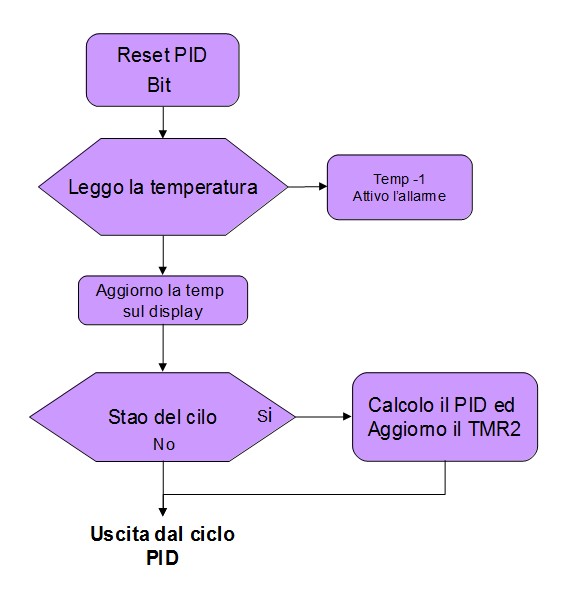 Reset PID
Bit
Leggo la temperatura
Temp -1
Attivo l'allarme
Aggiorno la temp
sul display
Stao del cilo
Si
No
Calcolo il PID ed
Aggiorno il TMR2
Uscita dal ciclo
PID